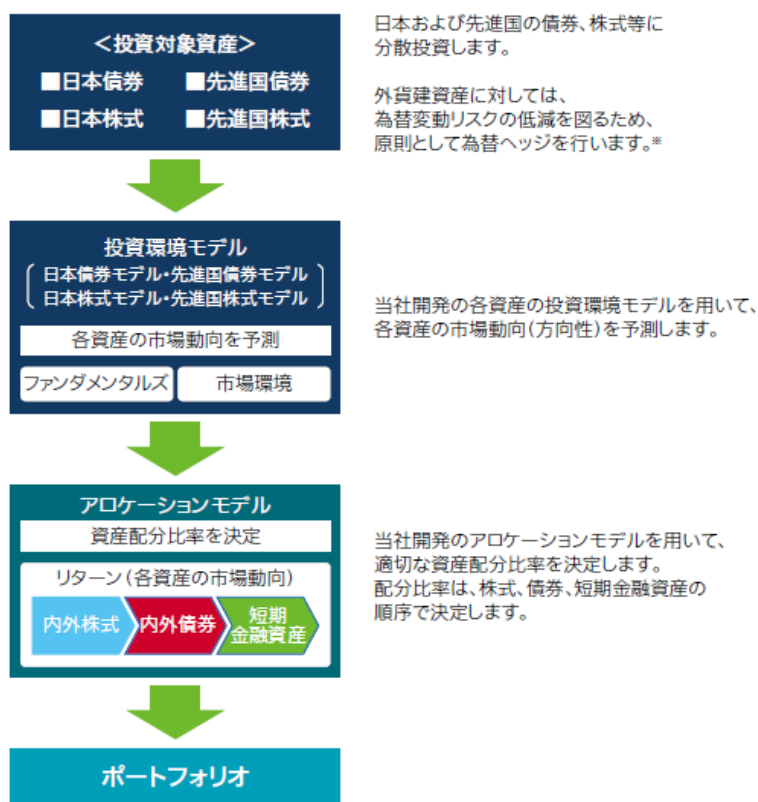 <投資対象資産>
■日本債券 ■先進国債券
■日本株式 ■先進国株式
日本および先進国の債券、株式等に
分散投資します。
外貨建資産に対しては、
為替変動リスクの低減を図るため、
原則として為替ヘッジを行います。※
投資環境モデル
日本債券モデル・先進国債券モデル
日本株式モデル・先進国株式モデル
各資産の市場動向を予測
ファンダメンタルズ 市場環境
当社開発の各資産の投資環境モデルを用いて、
各資産の市場動向(方向性)を予測します。
アロケーションモデル
資産配分比率を決定
リターン(各資産の市場動向)
内外株式 内外債券 短期
金融資産
当社開発のアロケーションモデルを用いて、
適切な資産配分比率を決定します。
配分比率は、株式、債券、短期金融資産の
順序で決定します。
ポートフォリオ